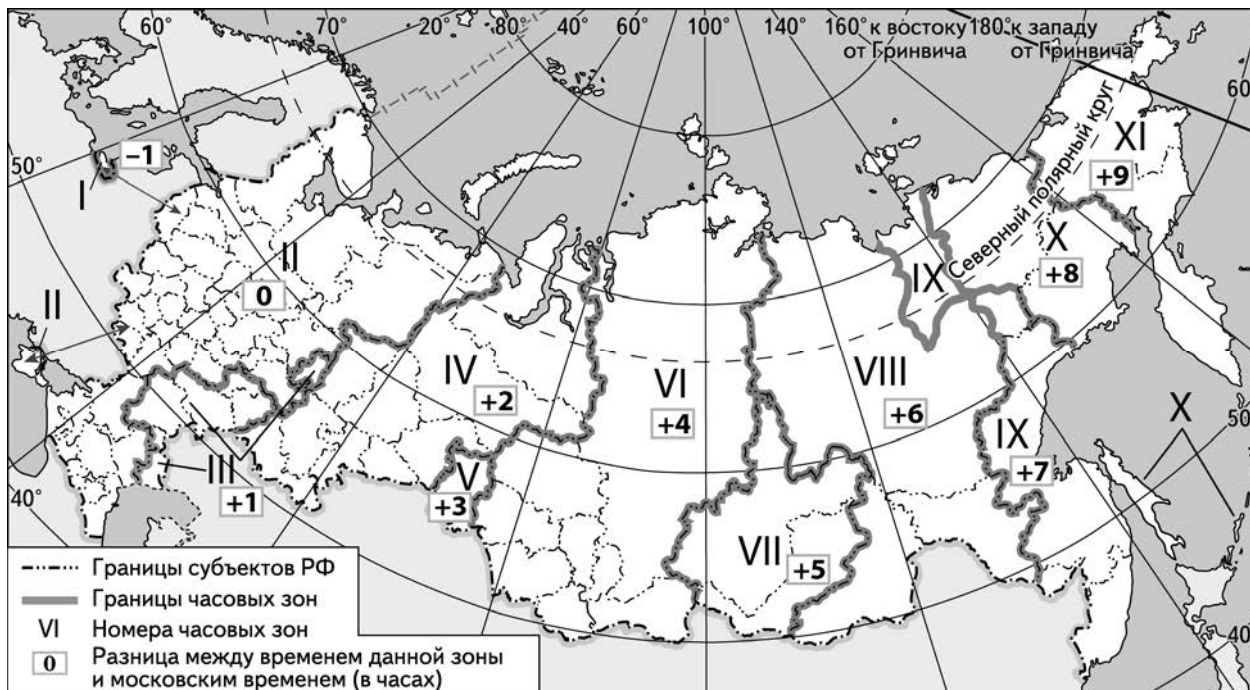 60° 70° 20° 40° 60° 80° 100° 120° 140° 160° к востоку 180° к западу
от Гринвича от Гринвича
60°
50°
–1
I
Северный полярный круг
XI
+9
X
+8
II
0
IX
II
IV
+2
VI
+4
VIII
+6
X
50°
IX
+7
III
+1
V
+3
40°
VII
+5
40°
Границы субъектов РФ
Границы часовых зон
VI Номера часовых зон
0 Разница между временем данной зоны
и московским временем (в часах)